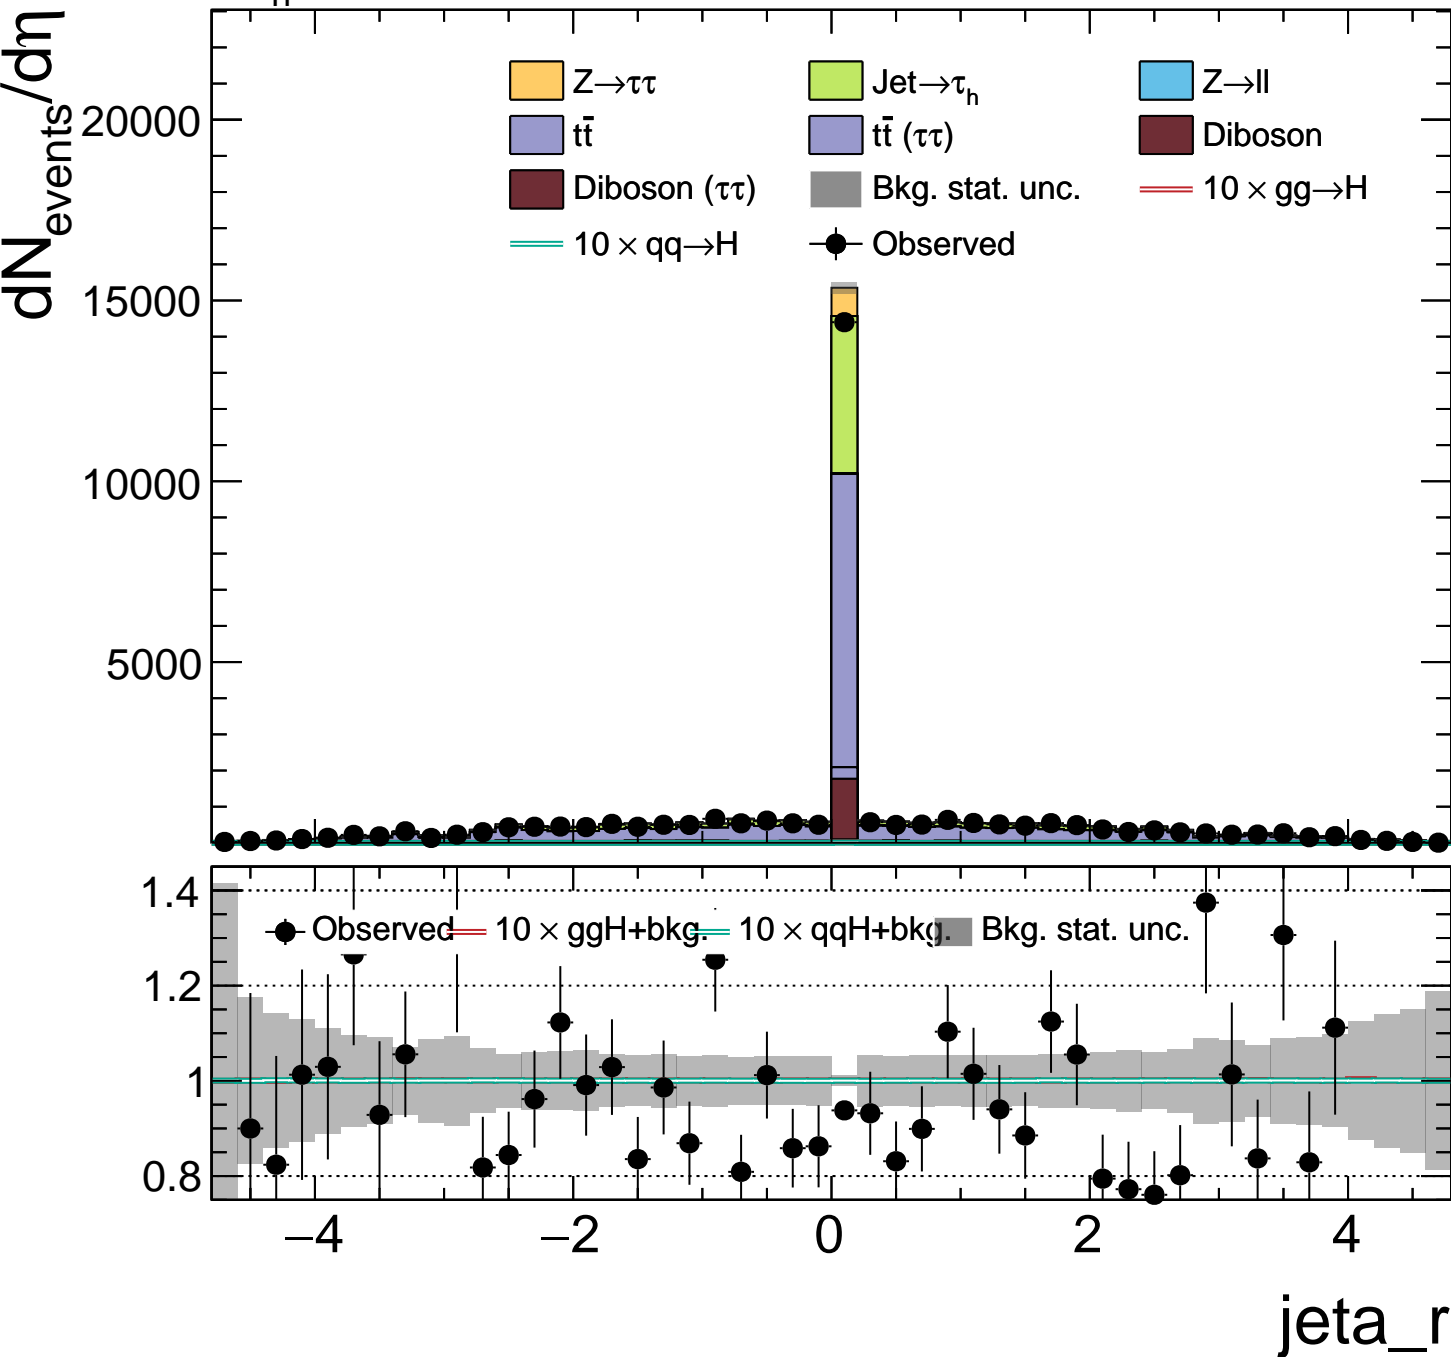 dN_events/dη
Z→ττ Jet→τ_h Z→ll
tt̄ tt̄ (ττ) Diboson
Diboson (ττ) Bkg. stat. unc. 10 × gg→H
10 × qq→H Observed
20000
15000
10000
5000
1.4
Observed 10 × ggH+bkg. 10 × qqH+bkg. Bkg. stat. unc.
1.2
1
0.8
−4 −2 0 2 4
jeta_r